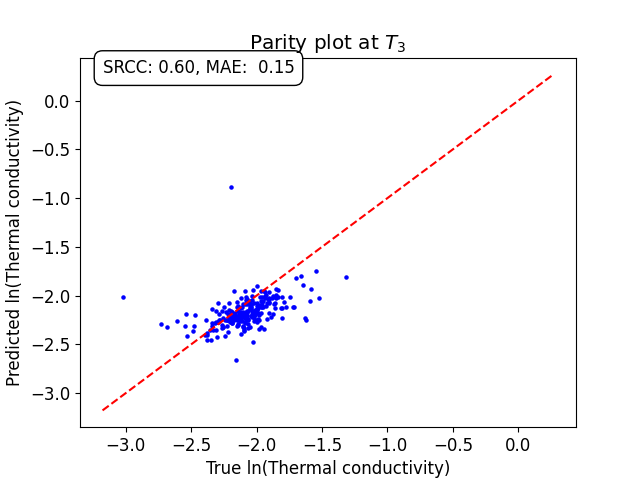 Parity plot at T₃
SRCC: 0.60, MAE:  0.15
Predicted ln(Thermal conductivity)
0.0
−0.5
−1.0
−1.5
−2.0
−2.5
−3.0
−3.0 −2.5 −2.0 −1.5 −1.0 −0.5 0.0
True ln(Thermal conductivity)